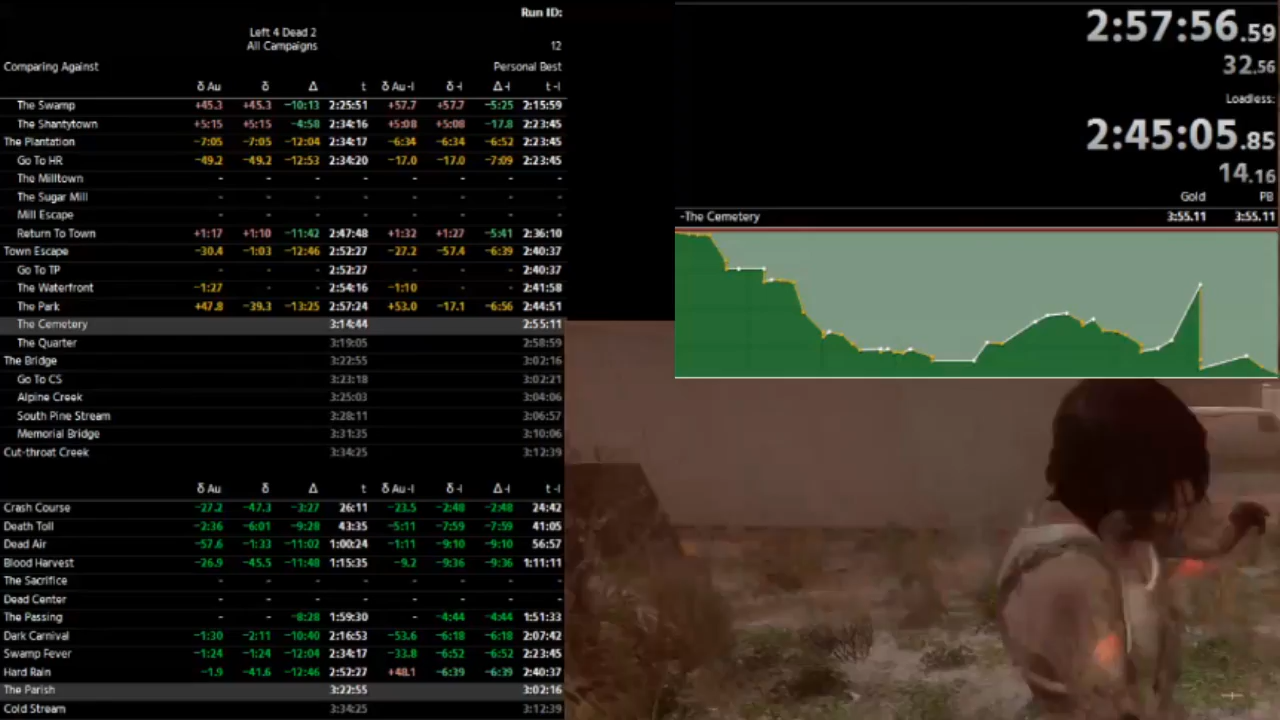 Run ID:
Left 4 Dead 2
All Campaigns
12
Comparing Against Personal Best
δ Au δ Δ t δ Au -l δ -l Δ -l t -l
The Swamp +45.3 +45.3 -10:13 2:25:51 +57.7 +57.7 -5:25 2:15:59
The Shantytown +5:15 +5:15 -4:58 2:34:16 +5:08 +5:08 -17.8 2:23:45
The Plantation -7:05 -7:05 -12:04 2:34:17 -6:34 -6:34 -6:52 2:23:45
Go To HR -49.2 -49.2 -12:53 2:34:20 -17.0 -17.0 -7:09 2:23:45
The Milltown - - - - - - - -
The Sugar Mill - - - - - - - -
Mill Escape - - - - - - - -
Return To Town +1:17 +1:10 -11:42 2:47:48 +1:32 +1:27 -5:41 2:36:10
Town Escape -30.4 -1:03 -12:46 2:52:27 -27.2 -57.4 -6:39 2:40:37
Go To TP - - - 2:52:27 - - - 2:40:37
The Waterfront -1:27 - - 2:54:16 -1:10 - - 2:41:58
The Park +47.8 -39.3 -13:25 2:57:24 +53.0 -17.1 -6:56 2:44:51
The Cemetery 3:14:44 2:55:11
The Quarter 3:19:05 2:58:59
The Bridge 3:22:55 3:02:16
Go To CS 3:23:18 3:02:21
Alpine Creek 3:25:03 3:04:06
South Pine Stream 3:28:11 3:06:57
Memorial Bridge 3:31:35 3:10:06
Cut-throat Creek 3:34:25 3:12:39
δ Au δ Δ t δ Au -l δ -l Δ -l t -l
Crash Course -27.2 -47.3 -3:27 26:11 -23.5 -2:48 -2:48 24:42
Death Toll -2:36 -6:01 -9:28 43:35 -5:11 -7:59 -7:59 41:05
Dead Air -57.6 -1:33 -11:02 1:00:24 -1:11 -9:10 -9:10 56:57
Blood Harvest -26.9 -45.5 -11:48 1:15:35 -9.2 -9:36 -9:36 1:11:11
The Sacrifice - - - - - - - -
Dead Center - - - - - - - -
The Passing - - -8:28 1:59:30 - -4:44 -4:44 1:51:33
Dark Carnival -1:30 -2:11 -10:40 2:16:53 -53.6 -6:18 -6:18 2:07:42
Swamp Fever -1:24 -1:24 -12:04 2:34:17 -33.8 -6:52 -6:52 2:23:45
Hard Rain -1.9 -41.6 -12:46 2:52:27 +48.1 -6:39 -6:39 2:40:37
The Parish 3:22:55 3:02:16
Cold Stream 3:34:25 3:12:39
2:57:56.59
32.56
Loadless:
2:45:05.85
14.16
Gold PB
-The Cemetery 3:55.11 3:55.11